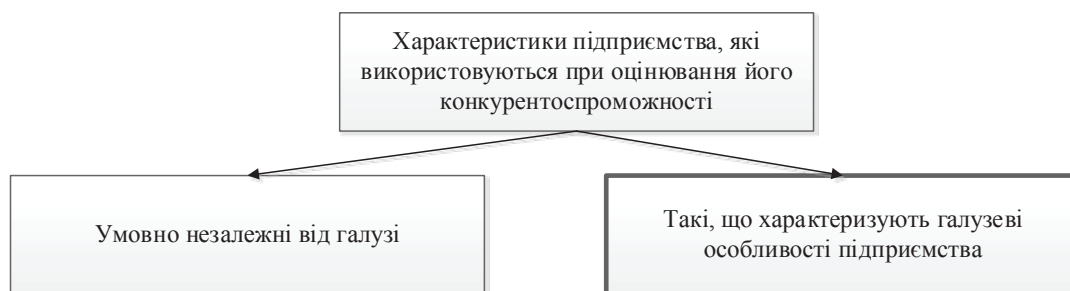 Характеристики підприємства, які
використовуються при оцінювання його
конкурентоспроможності
Умовно незалежні від галузі
Такі, що характеризують галузеві
особливості підприємства